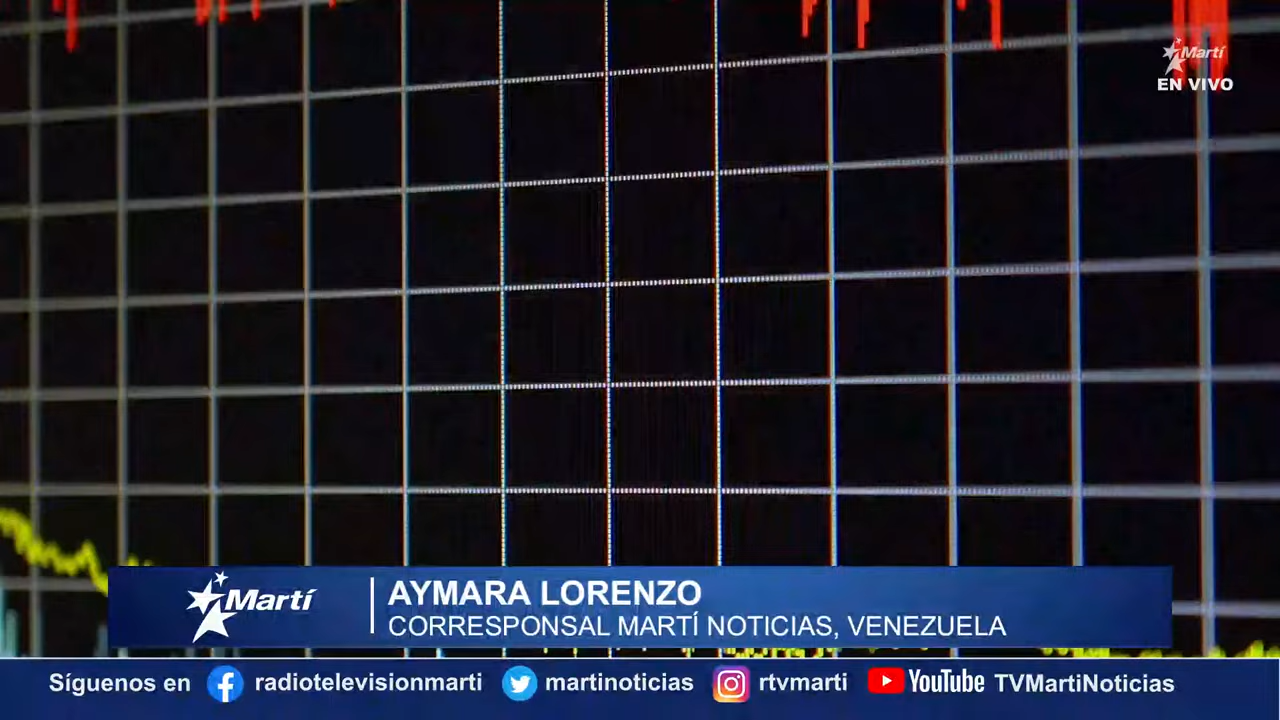 Martí
EN VIVO
Martí
AYMARA LORENZO
CORRESPONSAL MARTÍ NOTICIAS, VENEZUELA
Síguenos en radiotelevisionmarti martinoticias rtvmarti YouTube TVMartiNoticias